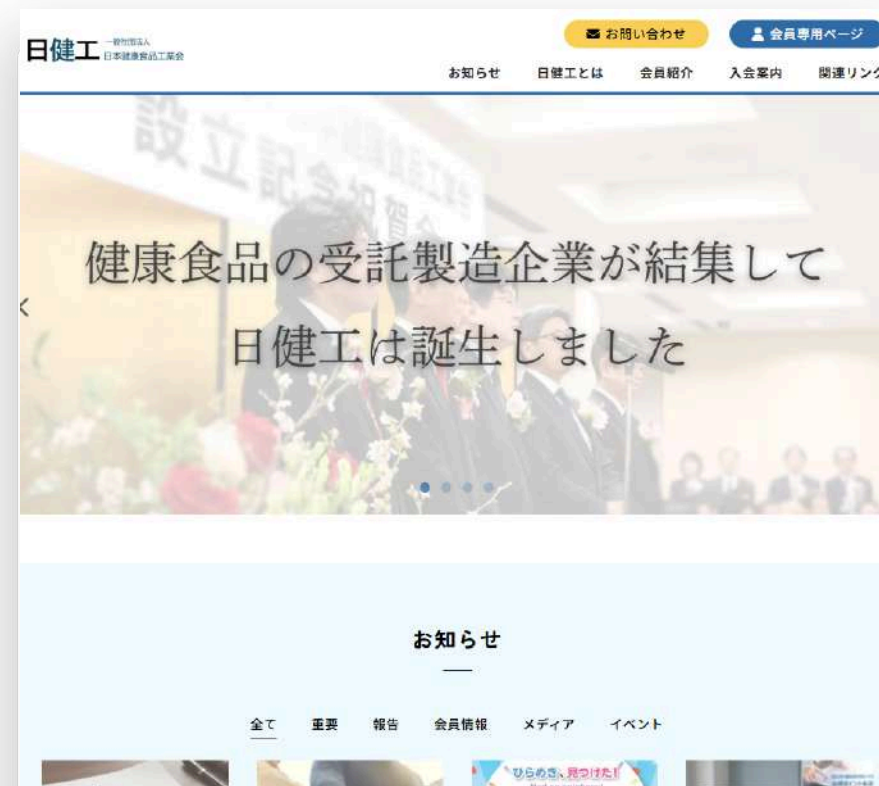 日健工
一般社団法人
日本健康食品工業会
お問い合わせ
会員専用ページ
お知らせ 日健工とは 会員紹介 入会案内 関連リンク
設立記念祝賀会
健康食品の受託製造企業が結集して
日健工は誕生しました
お知らせ
全て 重要 報告 会員情報 メディア イベント
ひらめき、見つけた!